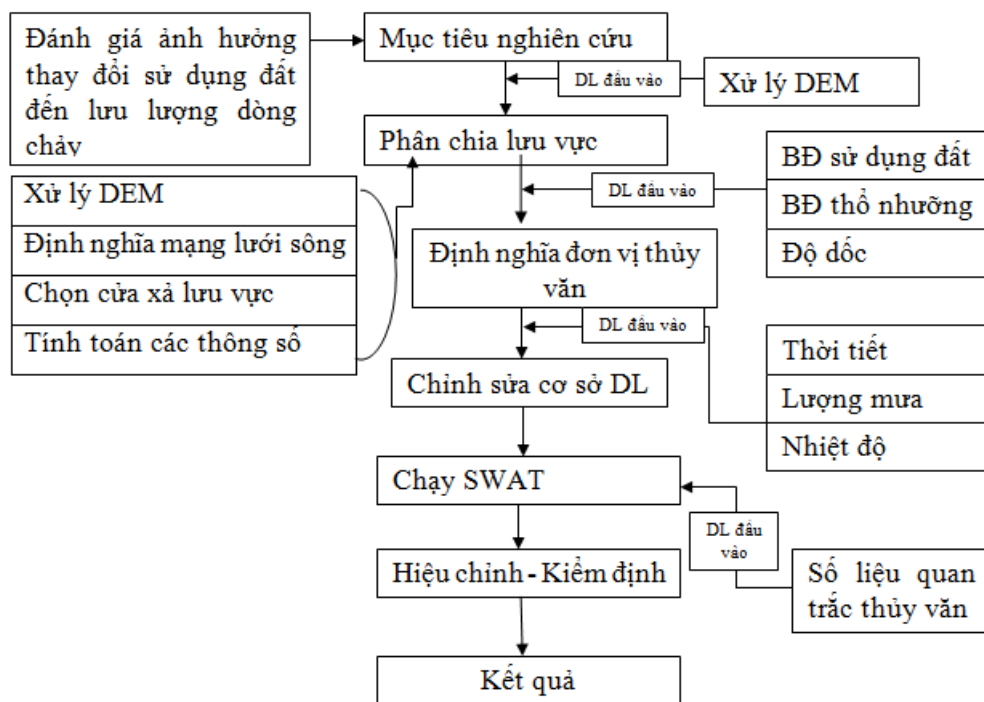 Đánh giá ảnh hưởng
thay đổi sử dụng đất
đến lưu lượng dòng
chảy
Mục tiêu nghiên cứu
DL đầu vào
Xử lý DEM
Phân chia lưu vực
Xử lý DEM
Định nghĩa mạng lưới sông
Chọn cửa xả lưu vực
Tính toán các thông số
DL đầu vào
BĐ sử dụng đất
BĐ thổ nhưỡng
Độ dốc
Định nghĩa đơn vị thủy
văn
DL đầu vào
Thời tiết
Lượng mưa
Nhiệt độ
Chỉnh sửa cơ sở DL
Chạy SWAT
DL đầu
vào
Số liệu quan
trắc thủy văn
Hiệu chỉnh - Kiểm định
Kết quả